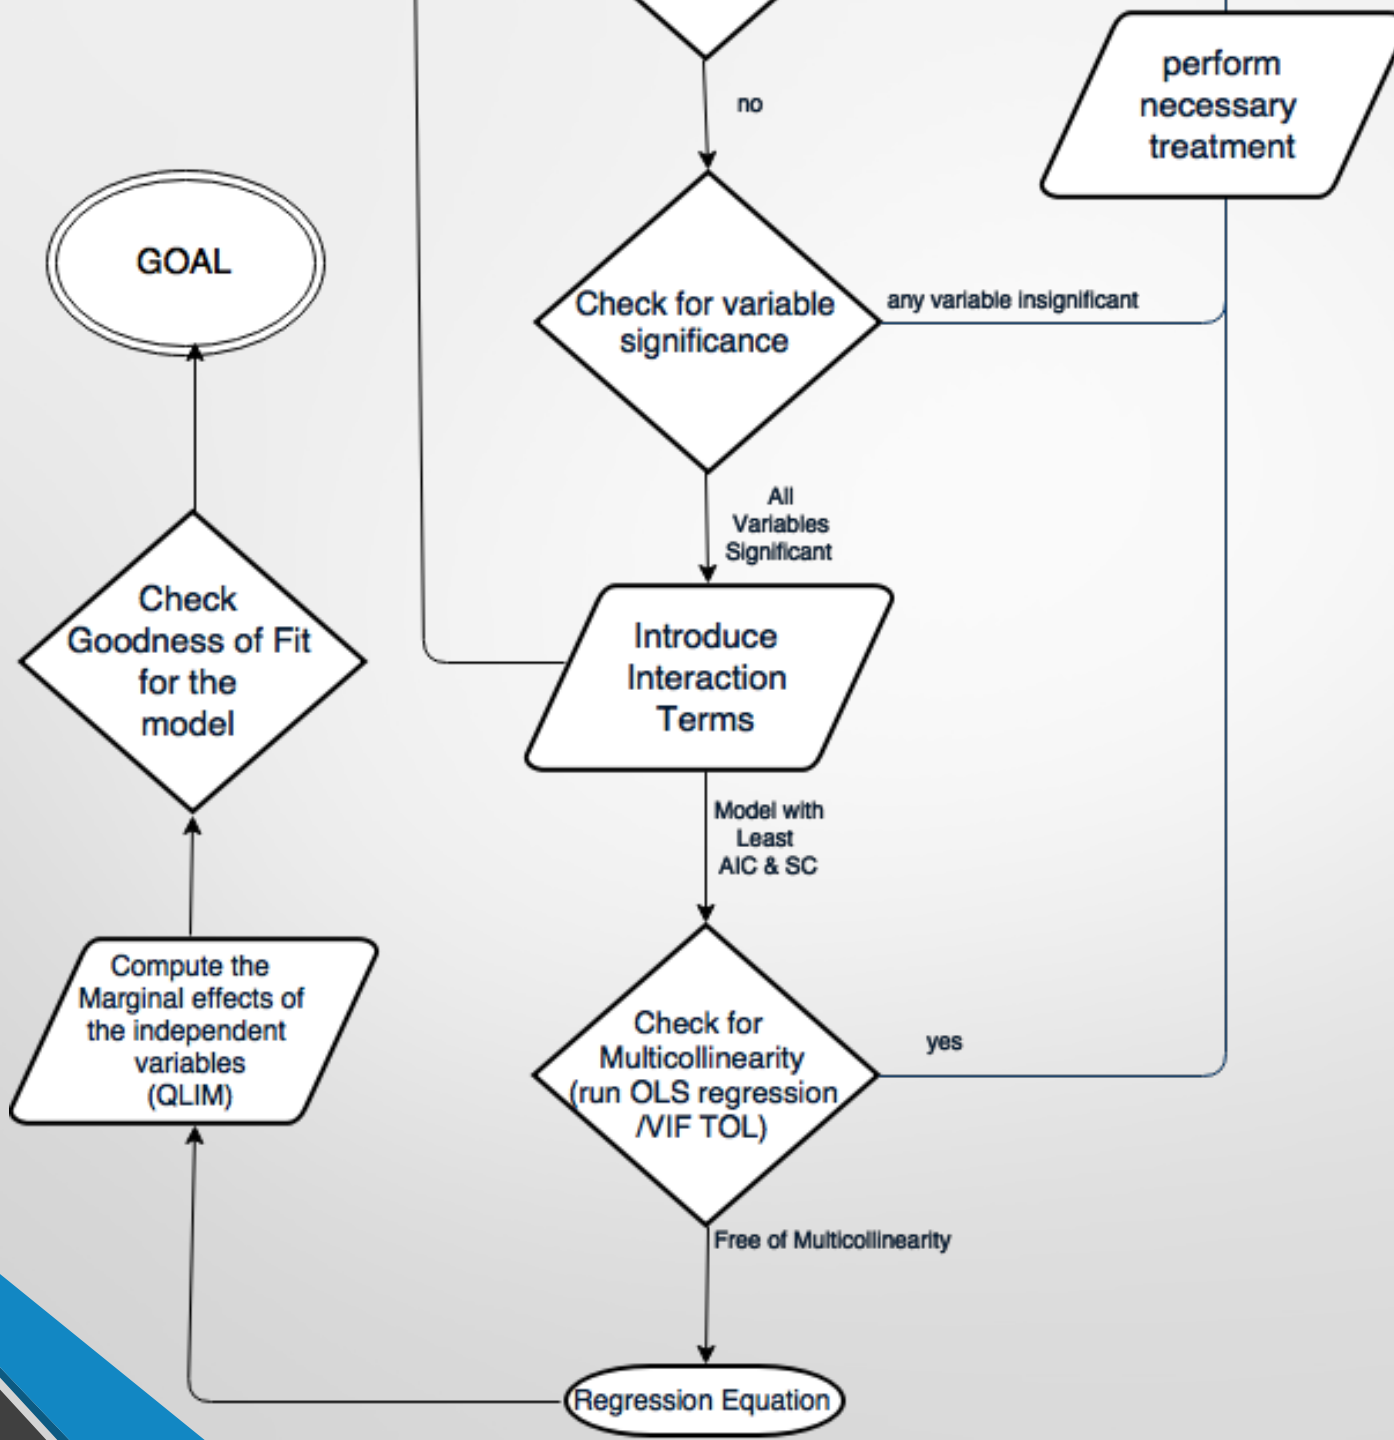 perform
necessary
treatment
no
GOAL
Check for variable
significance
any variable insignificant
All
Variables
Significant
Check
Goodness of Fit
for the
model
Introduce
Interaction
Terms
Model with
Least
AIC & SC
Compute the
Marginal effects of
the independent
variables
(QLIM)
Check for
Multicollinearity
(run OLS regression
/VIF TOL)
yes
Free of Multicollinearity
Regression Equation